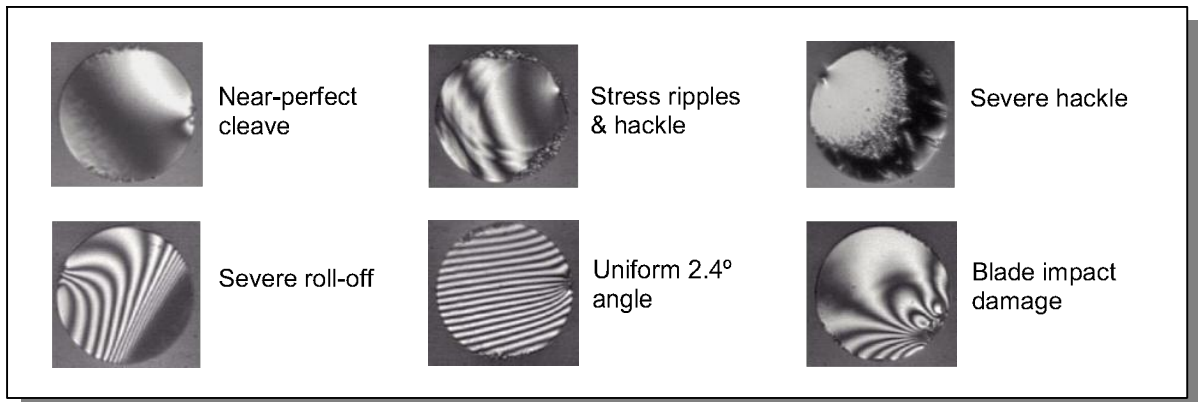 Near-perfect
cleave
Stress ripples
& hackle
Severe hackle
Severe roll-off
Uniform 2.4º
angle
Blade impact
damage